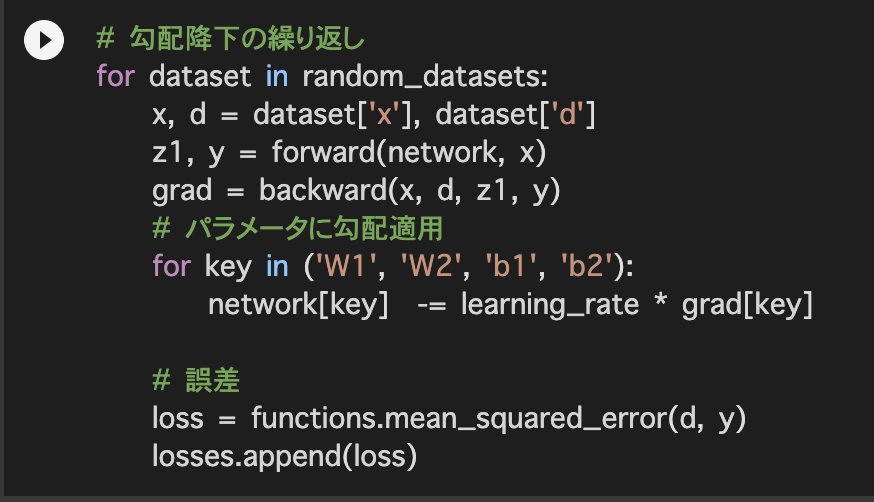 # 勾配降下の繰り返し
for dataset in random_datasets:
    x, d = dataset['x'], dataset['d']
    z1, y = forward(network, x)
    grad = backward(x, d, z1, y)
    # パラメータに勾配適用
    for key in ('W1', 'W2', 'b1', 'b2'):
        network[key]  -= learning_rate * grad[key]
    # 誤差
    loss = functions.mean_squared_error(d, y)
    losses.append(loss)